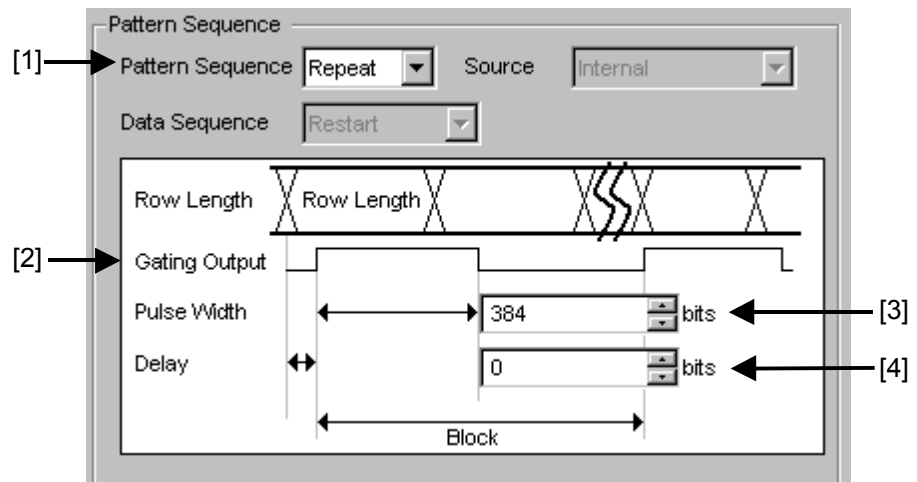 Pattern Sequence
[1] Pattern Sequence Repeat Source Internal
Data Sequence Restart
Row Length Row Length
[2] Gating Output
Pulse Width 384 bits [3]
Delay 0 bits [4]
Block